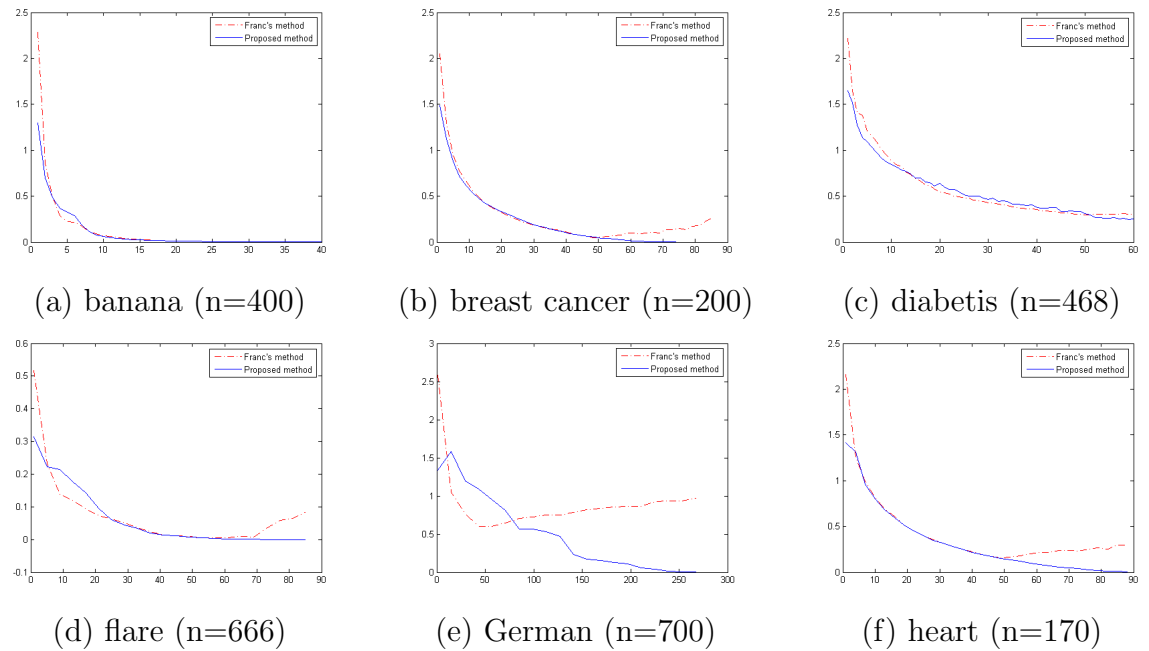 2.5
2
1.5
1
0.5
0
0 5 10 15 20 25 30 35 40
Franc's method
Proposed method
2.5
2
1.5
1
0.5
0
0 10 20 30 40 50 60 70 80 90
Franc's method
Proposed method
2.5
2
1.5
1
0.5
0
0 10 20 30 40 50 60
Franc's method
Proposed method
(a) banana (n=400)
(b) breast cancer (n=200)
(c) diabetis (n=468)
0.6
0.5
0.4
0.3
0.2
0.1
0
-0.1
0 10 20 30 40 50 60 70 80 90
Franc's method
Proposed method
3
2.5
2
1.5
1
0.5
0
0 50 100 150 200 250 300
Franc's method
Proposed method
2.5
2
1.5
1
0.5
0
0 10 20 30 40 50 60 70 80 90
Franc's method
Proposed method
(d) flare (n=666)
(e) German (n=700)
(f) heart (n=170)